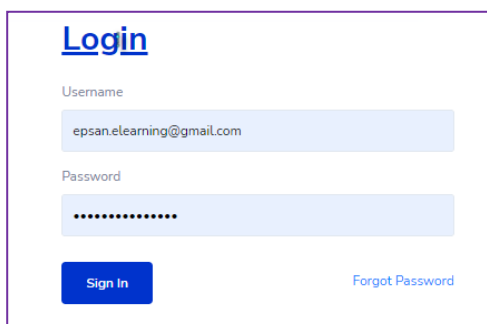 Login
Username
epsan.elearning@gmail.com
Password
•••••••••••••••
Sign In
Forgot Password